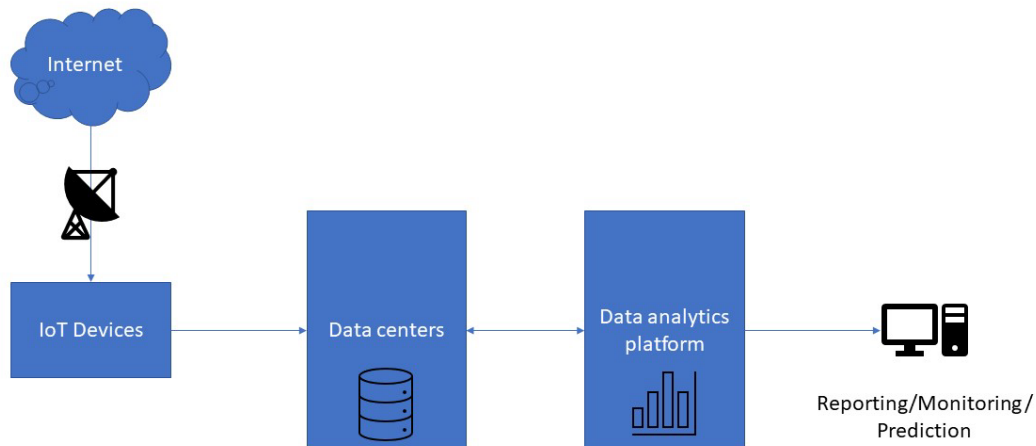 Internet
IoT Devices
Data centers
Data analytics
platform
Reporting/Monitoring/
Prediction